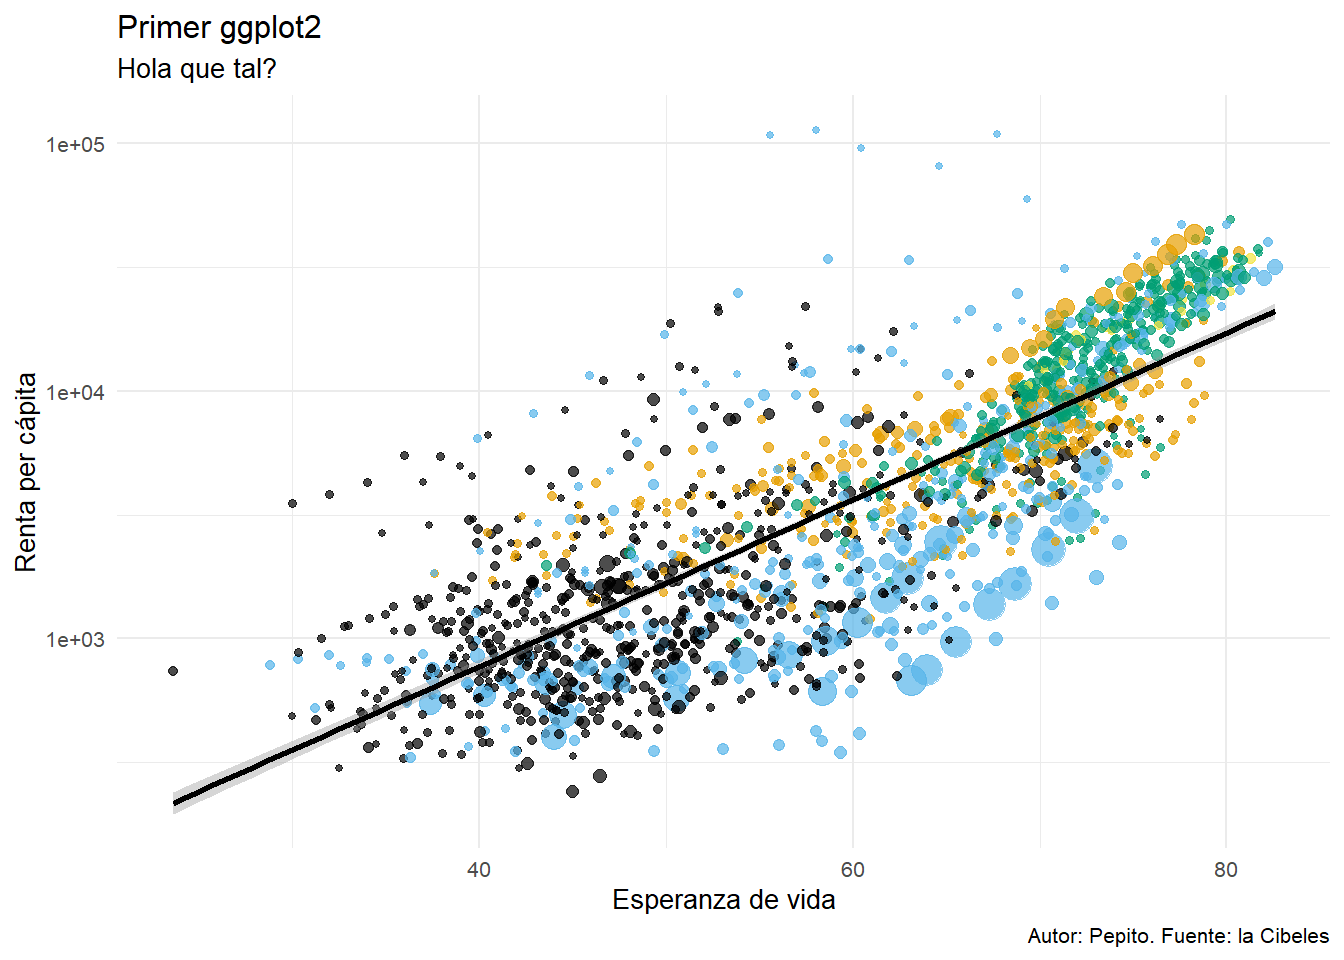 Primer ggplot2
Hola que tal?
Renta per cápita
1e+05
1e+04
1e+03
40 60 80
Esperanza de vida
Autor: Pepito. Fuente: la Cibeles